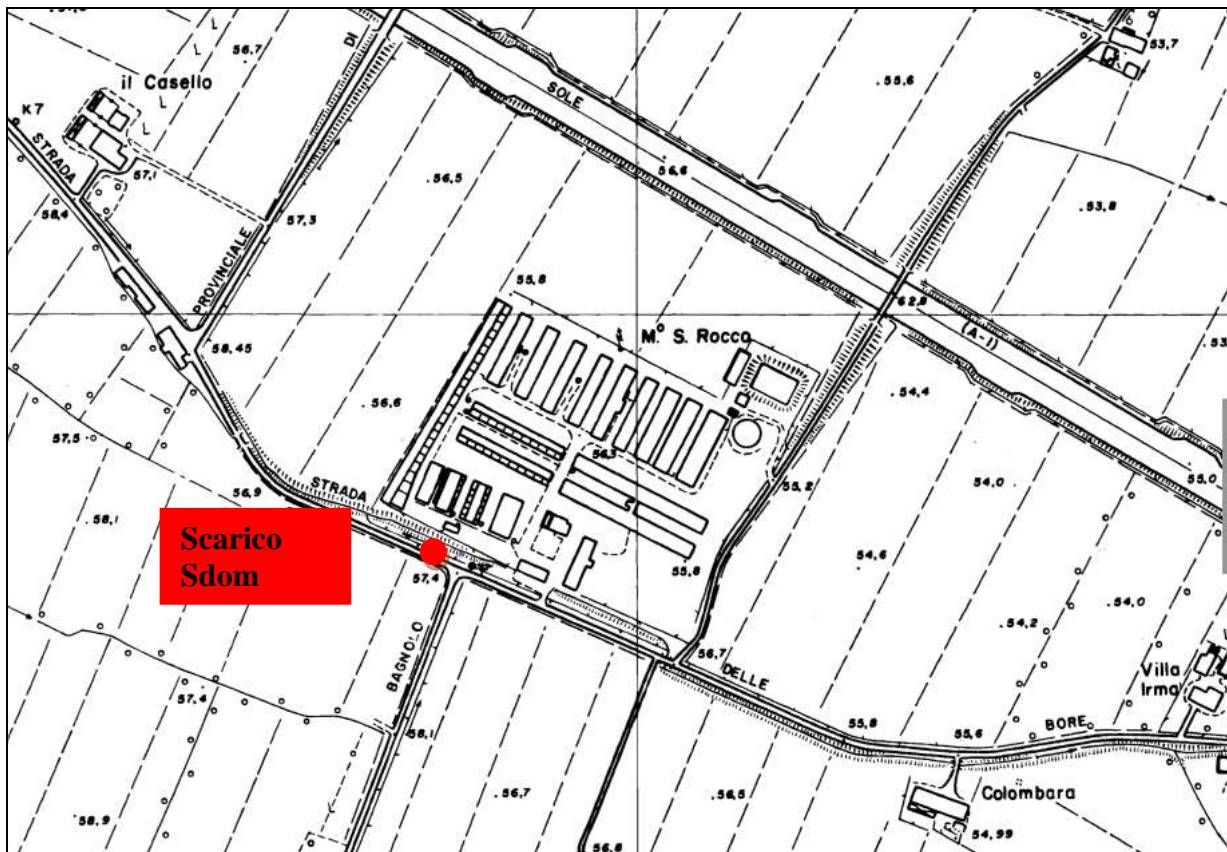 56,7
DI
il Casello
K7
STRADA
57,1
58,4
PROVINCIALE
57,3
58,45
.56,5
SOLE
56,6
.55,6
53,7
.53,8
62,8
(A-1)
55,8
Mº S. Rocco
.56,6
.54,4
57,5
56,9
STRADA
56,3
55,2
54,0
55,0
58,1
Scarico
Sdom
57,4
55,8
.54,6
.54,0
.54,2
BAGNOLO
56,7
DELLE
Villa
Irma
.57,4
58,1
55,8
55,6
BORE
.56,7
.56,5
Colombara
54,99
.58,9
56,8